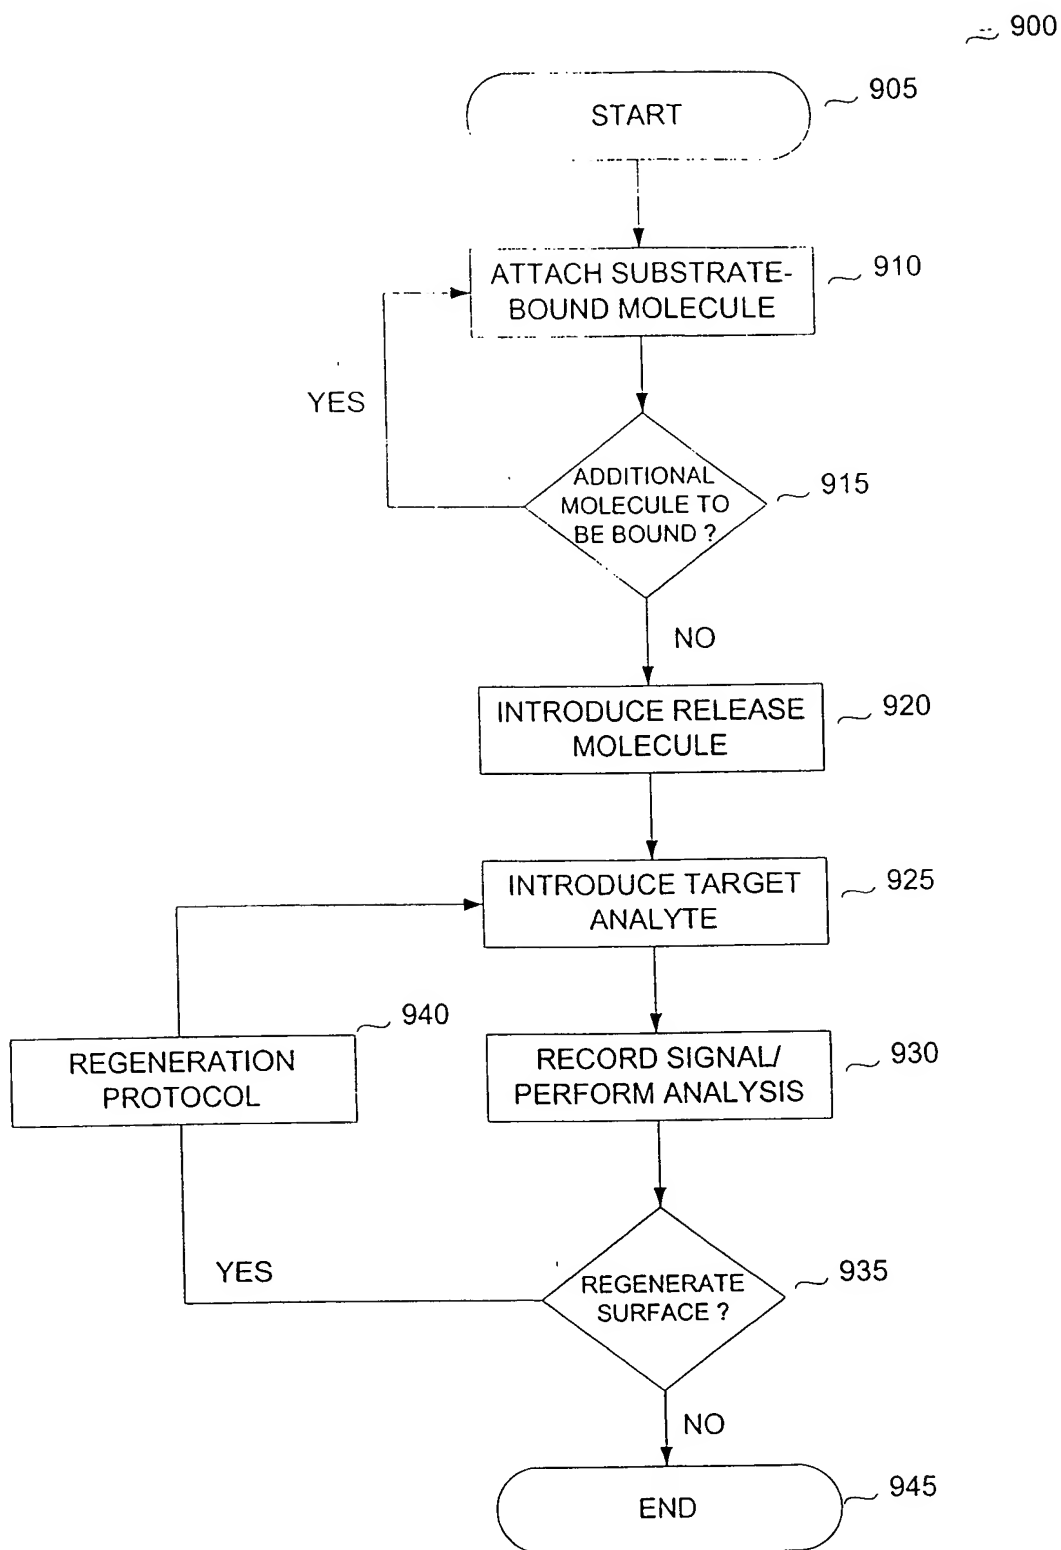 900
START
905
ATTACH SUBSTRATE-
BOUND MOLECULE
910
YES
ADDITIONAL
MOLECULE TO
BE BOUND ?
915
NO
INTRODUCE RELEASE
MOLECULE
920
INTRODUCE TARGET
ANALYTE
925
REGENERATION
PROTOCOL
940
RECORD SIGNAL/
PERFORM ANALYSIS
930
YES
REGENERATE
SURFACE ?
935
NO
END
945